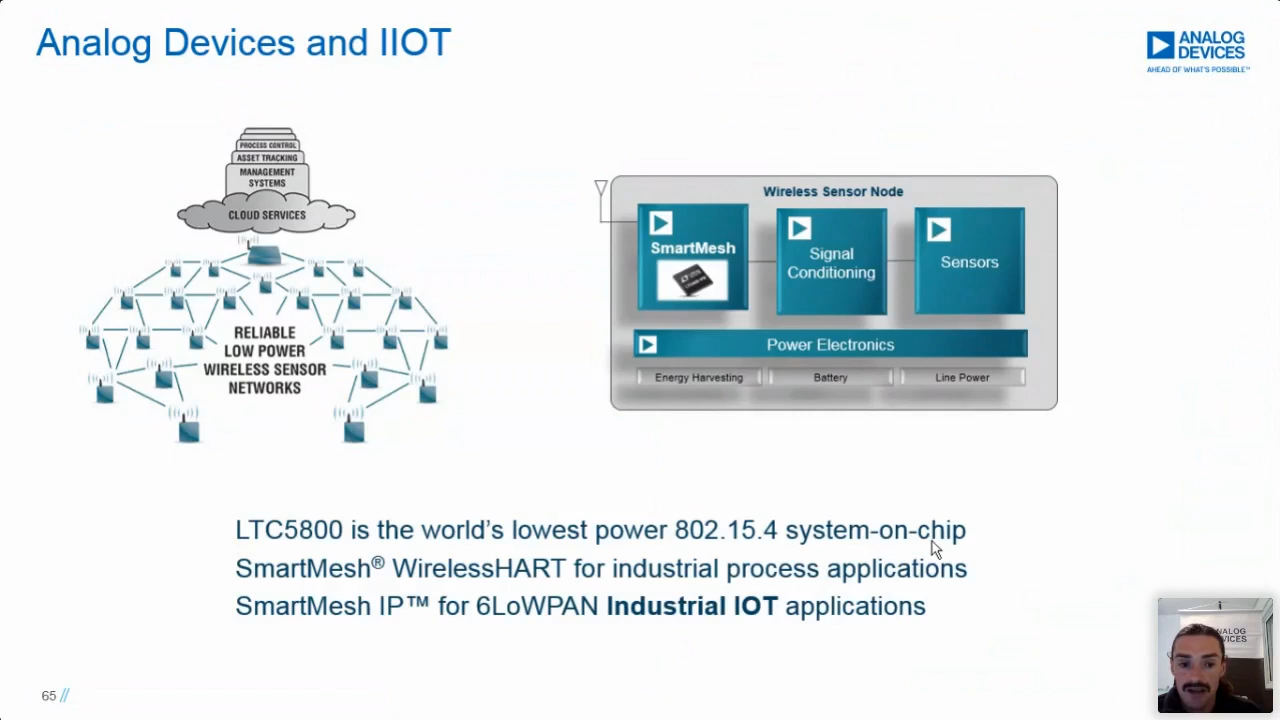 Analog Devices and IIOT
ANALOG
DEVICES
AHEAD OF WHAT'S POSSIBLE™
PROCESS CONTROL
ASSET TRACKING
MANAGEMENT
SYSTEMS
CLOUD SERVICES
RELIABLE
LOW POWER
WIRELESS SENSOR
NETWORKS
Wireless Sensor Node
SmartMesh
Signal
Conditioning
Sensors
Power Electronics
Energy Harvesting
Battery
Line Power
LTC5800 is the world's lowest power 802.15.4 system-on-chip
SmartMesh® WirelessHART for industrial process applications
SmartMesh IP™ for 6LoWPAN Industrial IOT applications
65 //
ANALOG
DEVICES